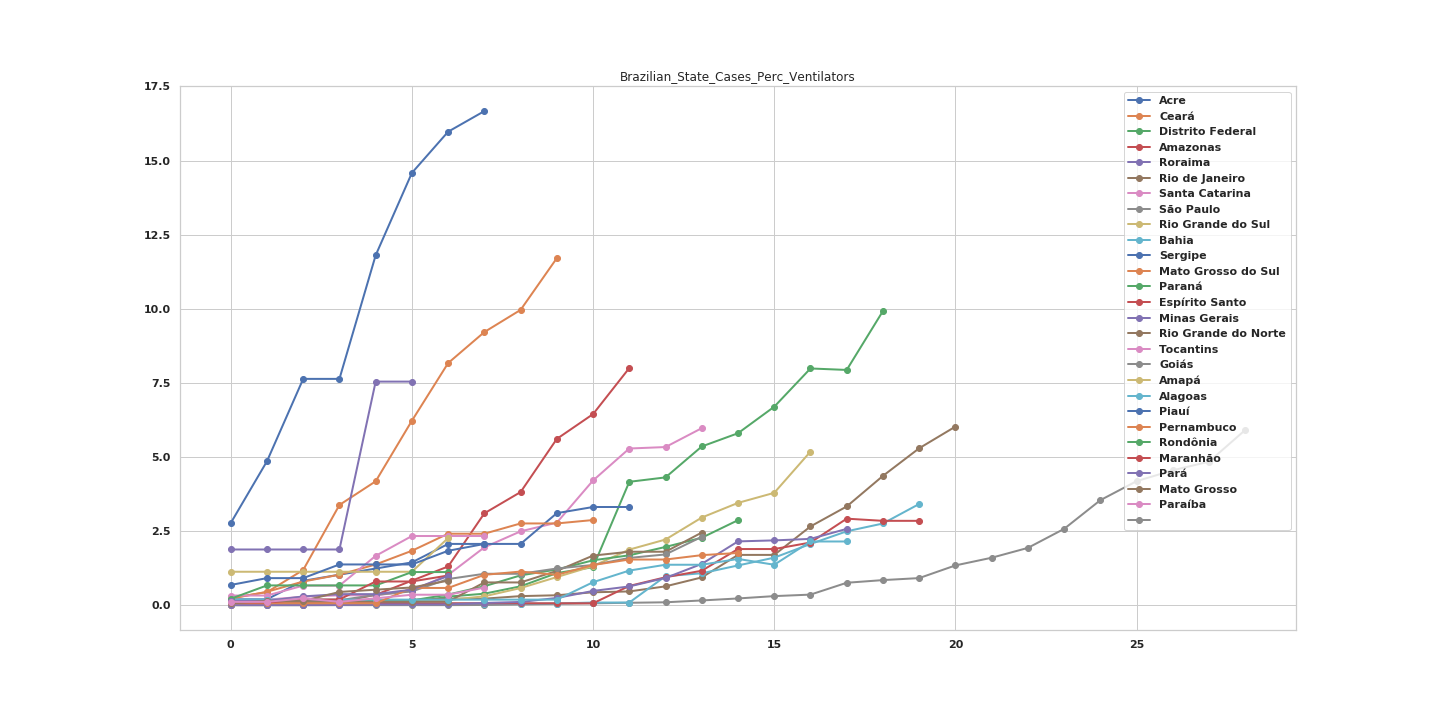 Brazilian_State_Cases_Perc_Ventilators
17.5
15.0
12.5
10.0
7.5
5.0
2.5
0.0
0 5 10 15 20 25
Acre
Ceará
Distrito Federal
Amazonas
Roraima
Rio de Janeiro
Santa Catarina
São Paulo
Rio Grande do Sul
Bahia
Sergipe
Mato Grosso do Sul
Paraná
Espírito Santo
Minas Gerais
Rio Grande do Norte
Tocantins
Goiás
Amapá
Alagoas
Piauí
Pernambuco
Rondônia
Maranhão
Pará
Mato Grosso
Paraíba